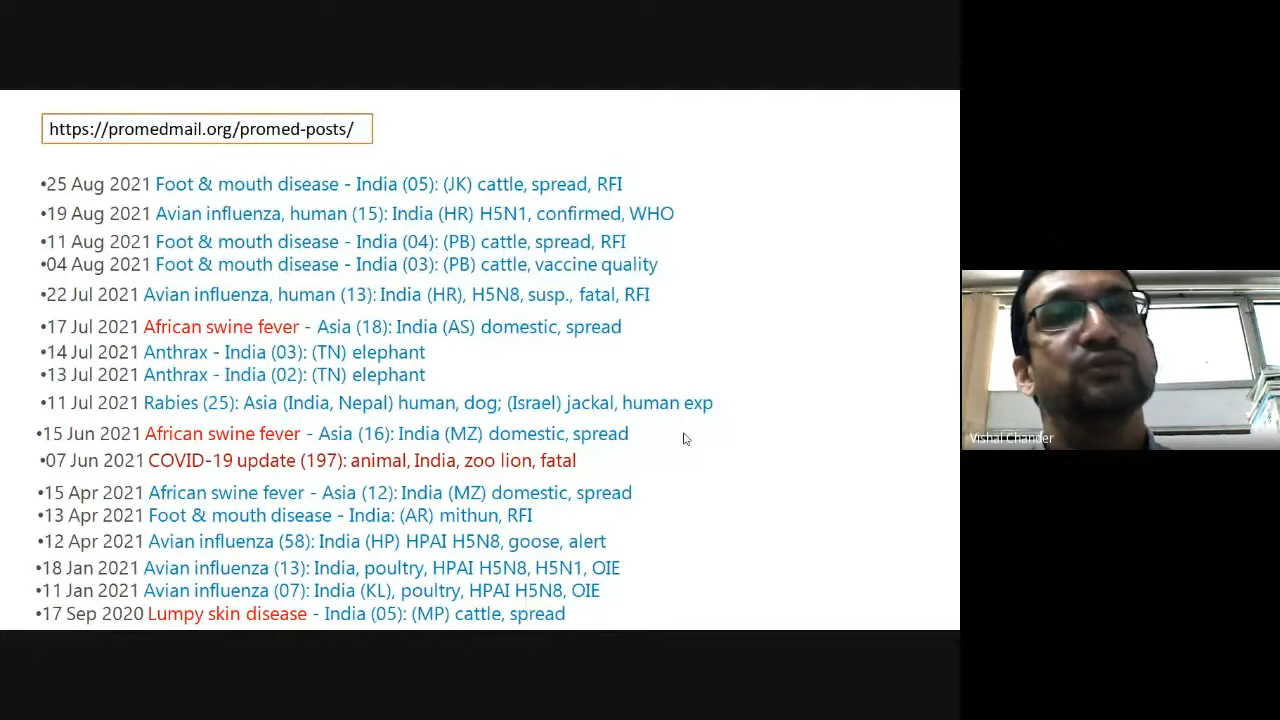 https://promedmail.org/promed-posts/
•25 Aug 2021 Foot & mouth disease - India (05): (JK) cattle, spread, RFI
•19 Aug 2021 Avian influenza, human (15): India (HR) H5N1, confirmed, WHO
•11 Aug 2021 Foot & mouth disease - India (04): (PB) cattle, spread, RFI
•04 Aug 2021 Foot & mouth disease - India (03): (PB) cattle, vaccine quality
•22 Jul 2021 Avian influenza, human (13): India (HR), H5N8, susp., fatal, RFI
•17 Jul 2021 African swine fever - Asia (18): India (AS) domestic, spread
•14 Jul 2021 Anthrax - India (03): (TN) elephant
•13 Jul 2021 Anthrax - India (02): (TN) elephant
•11 Jul 2021 Rabies (25): Asia (India, Nepal) human, dog; (Israel) jackal, human exp
•15 Jun 2021 African swine fever - Asia (16): India (MZ) domestic, spread
•07 Jun 2021 COVID-19 update (197): animal, India, zoo lion, fatal
•15 Apr 2021 African swine fever - Asia (12): India (MZ) domestic, spread
•13 Apr 2021 Foot & mouth disease - India: (AR) mithun, RFI
•12 Apr 2021 Avian influenza (58): India (HP) HPAI H5N8, goose, alert
•18 Jan 2021 Avian influenza (13): India, poultry, HPAI H5N8, H5N1, OIE
•11 Jan 2021 Avian influenza (07): India (KL), poultry, HPAI H5N8, OIE
•17 Sep 2020 Lumpy skin disease - India (05): (MP) cattle, spread
Vishal Chander